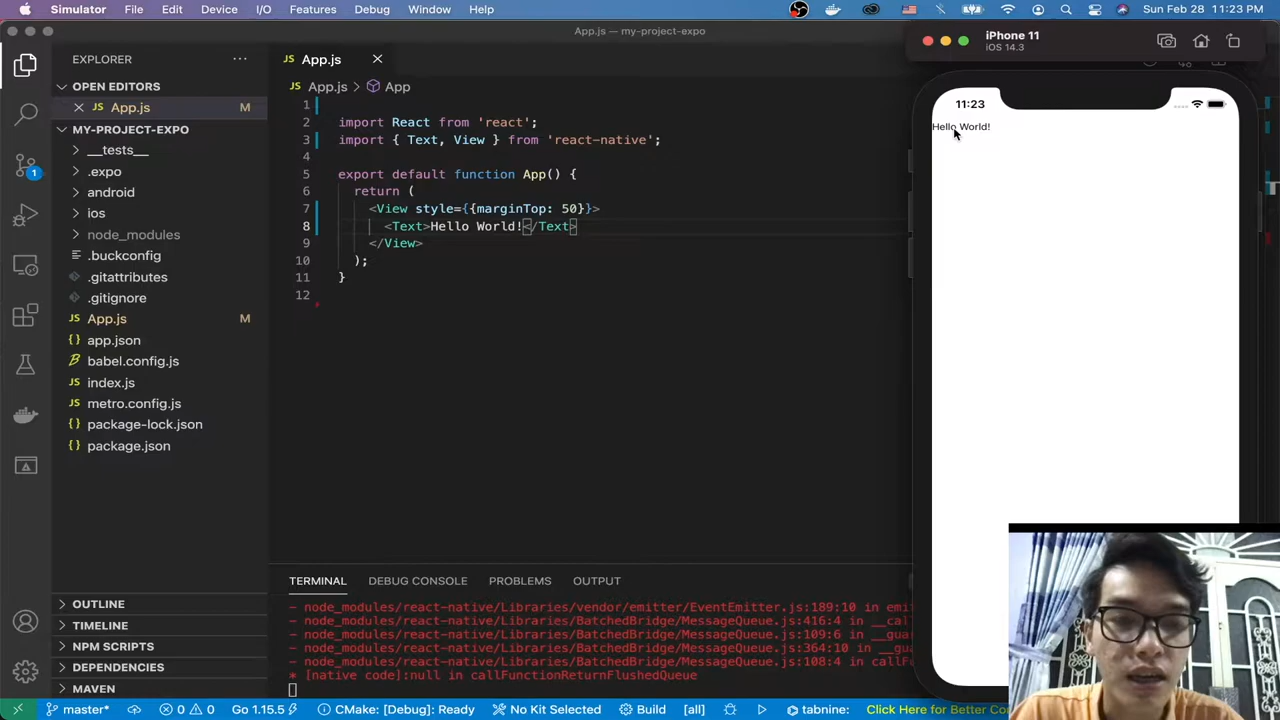 Simulator File Edit Device I/O Features Debug Window Help Sun Feb 28 11:23 PM
App.js — my-project-expo
iPhone 11
iOS 14.3
EXPLORER
OPEN EDITORS
App.js M
MY-PROJECT-EXPO
__tests__
.expo
android
ios
node_modules
.buckconfig
.gitattributes
.gitignore
App.js M
app.json
babel.config.js
index.js
metro.config.js
package-lock.json
package.json
OUTLINE
TIMELINE
NPM SCRIPTS
DEPENDENCIES
MAVEN
1
JS App.js
JS App.js > App
1
2 import React from 'react';
3 import { Text, View } from 'react-native';
4
5 export default function App() {
6 return (
7 <View style={{marginTop: 50}}>
8 <Text>Hello World!</Text>
9 </View>
10 );
11 }
12
11:23
Hello World!
TERMINAL DEBUG CONSOLE PROBLEMS OUTPUT
- node_modules/react-native/Libraries/vendor/emitter/EventEmitter.js:189:10 in emi
- node_modules/react-native/Libraries/BatchedBridge/MessageQueue.js:416:4 in __cal
- node_modules/react-native/Libraries/BatchedBridge/MessageQueue.js:109:6 in __gua
- node_modules/react-native/Libraries/BatchedBridge/MessageQueue.js:364:10 in
- node_modules/react-native/Libraries/BatchedBridge/MessageQueue.js:108:4 in callFu
* [native code]:null in callFunctionReturnFlushedQueue
master* 0 0 Go 1.15.5 CMake: [Debug]: Ready No Kit Selected Build [all] tabnine: Click Here for Better Co